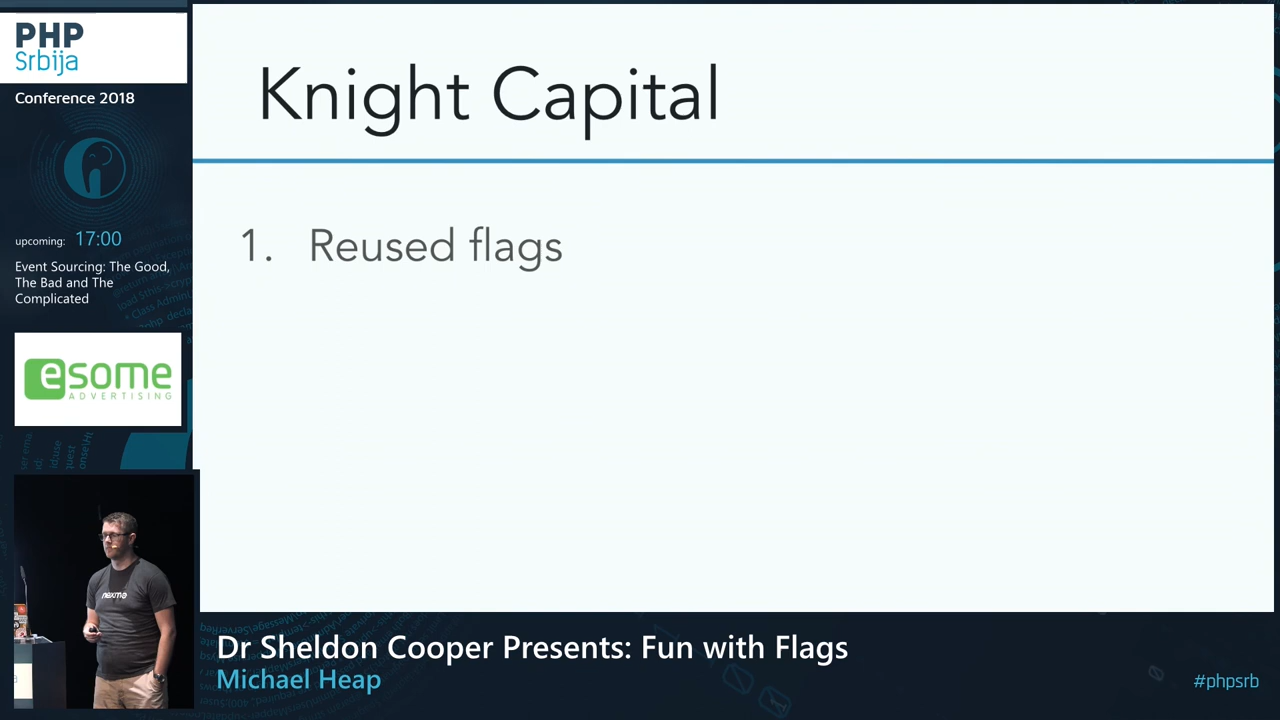 PHP
Srbija
Conference 2018
upcoming: 17:00
Event Sourcing: The Good,
The Bad and The
Complicated
esome
ADVERTISING
Knight Capital
1. Reused flags
nexmo
Dr Sheldon Cooper Presents: Fun with Flags
Michael Heap
#phpsrb